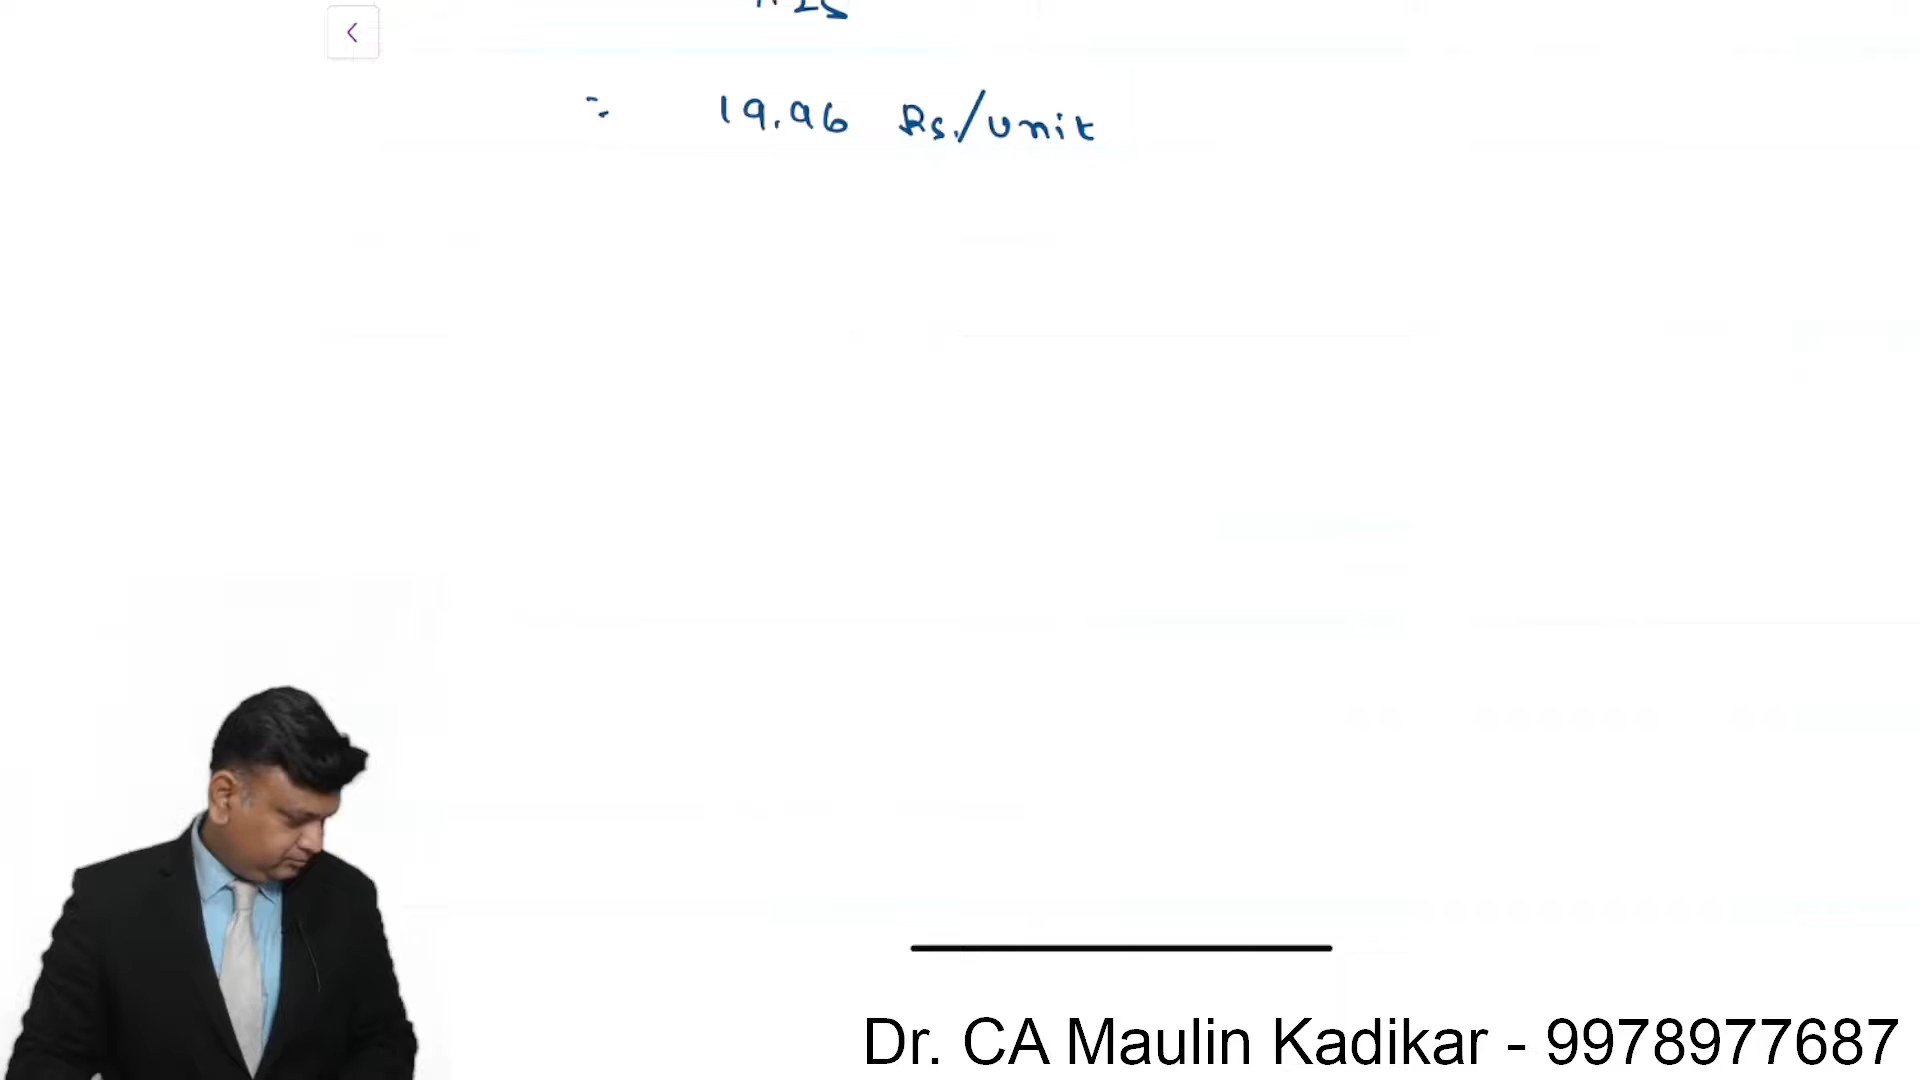 = 19.96 Rs./unit
Dr. CA Maulin Kadikar - 9978977687